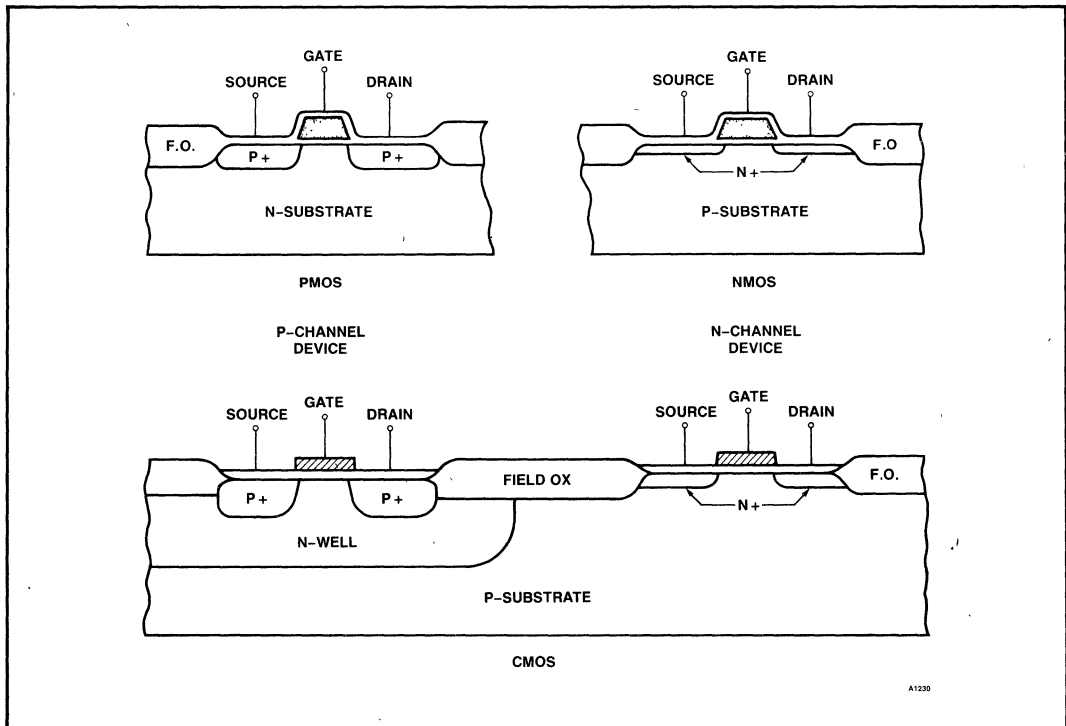 GATE
SOURCE
DRAIN
F.O.
P+
P+
N-SUBSTRATE
PMOS
GATE
SOURCE
DRAIN
F.O
N+
P-SUBSTRATE
NMOS
P-CHANNEL
DEVICE
N-CHANNEL
DEVICE
SOURCE
GATE
DRAIN
P+
P+
FIELD OX
N-WELL
GATE
SOURCE
DRAIN
F.O.
N+
P-SUBSTRATE
CMOS
A1230